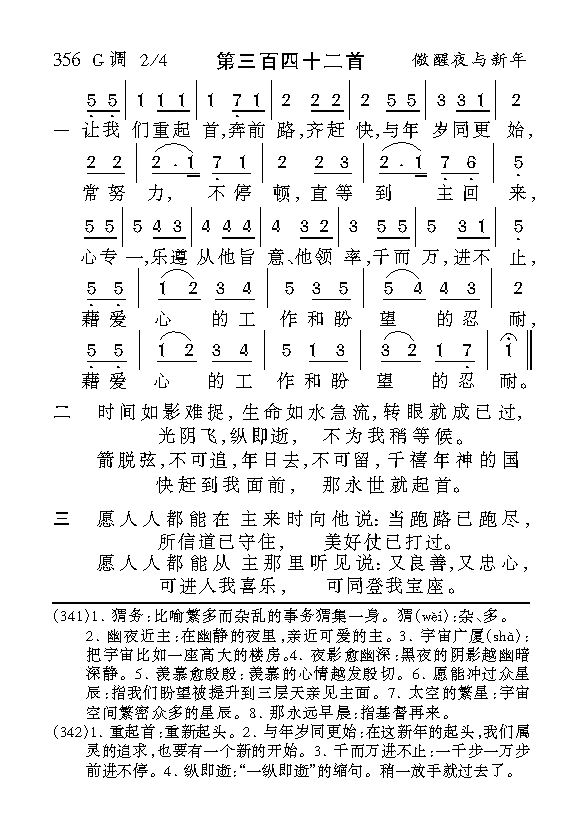 356 G调 2/4 第三百四十二首 儆醒夜与新年
5 5 | 1 1 1 | 1 7 1 | 2 2 2 | 2 5 5 | 3 3 1 | 2
一 让我 们重起 首,奔前 路,齐赶 快,与年 岁同更 始,
2 2 | 2 . 1 | 7 1 | 2 2 3 | 2 . 1 | 7 6 | 5
常努 力, 不停 顿,直等 到 主回 来,
5 5 | 5 4 3 | 4 4 4 | 4 3 2 | 3 5 5 | 5 3 1 | 5
心专 一,乐遵 从他旨 意、他领 率,千而 万,进不 止,
5 5 | 1 2 3 4 | 5 3 5 | 5 4 4 3 | 2
藉爱 心 的工 作和盼 望 的忍 耐,
5 5 | 1 2 3 4 | 5 1 3 | 3 2 1 7 | 1
藉爱 心 的工 作和盼 望 的忍 耐。
二 时间如影难捉,生命如水急流,转眼就成已过,
光阴飞,纵即逝, 不为我稍等候。
箭脱弦,不可追,年日去,不可留,千禧年神的国
快赶到我面前, 那永世就起首。
三 愿人人都能在主来时向他说:当跑路已跑尽,
所信道已守住, 美好仗已打过。
愿人人都能从主那里听见说:又良善,又忠心,
可进入我喜乐, 可同登我宝座。
(341)1. 猬务:比喻繁多而杂乱的事务猬集一身。猬(wèi):杂、多。
2. 幽夜近主:在幽静的夜里,亲近可爱的主。3. 宇宙广厦(shà):
把宇宙比如一座高大的楼房。4. 夜影愈幽深:黑夜的阴影越幽暗
深静。5. 羡慕愈殷殷:羡慕的心情越发殷切。6. 愿能冲过众星
辰:指我们盼望被提升到三层天亲见主面。7. 太空的繁星:宇宙
空间繁密众多的星辰。8. 那永远早晨:指基督再来。
(342)1. 重起首:重新起头。2. 与年岁同更始:在这新年的起头,我们属
灵的追求,也要有一个新的开始。3. 千而万进不止:一千步一万步
前进不停。4. 纵即逝:“一纵即逝”的缩句。稍一放手就过去了。